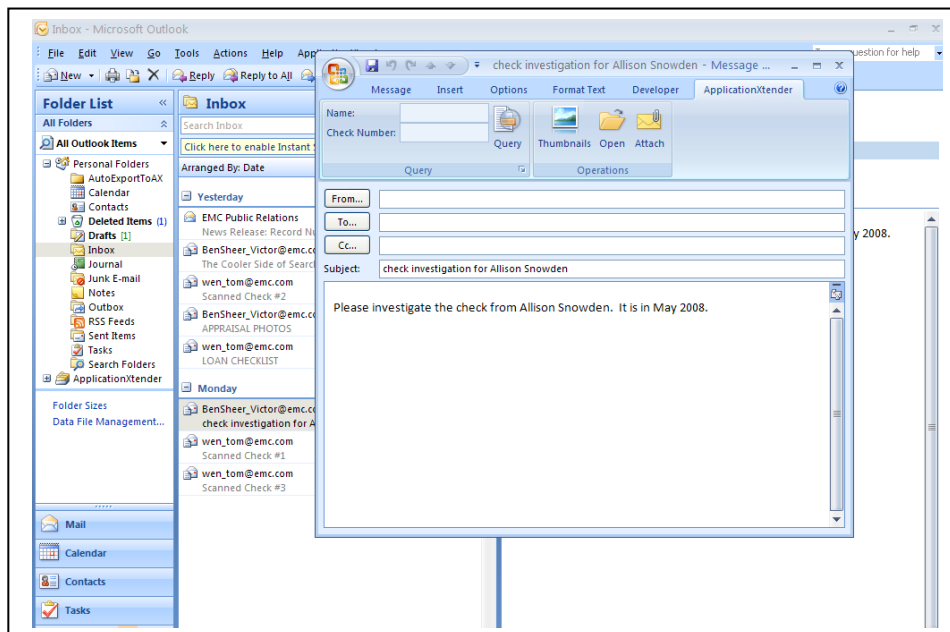 Inbox - Microsoft Outlook
File Edit View Go Tools Actions Help
question for help
New Reply Reply to All
Folder List «
All Folders
All Outlook Items
Personal Folders
AutoExportToAX
Calendar
Contacts
Deleted Items (1)
Drafts [1]
Inbox
Journal
Junk E-mail
Notes
Outbox
RSS Feeds
Sent Items
Tasks
Search Folders
ApplicationXtender
Folder Sizes
Data File Management...
Mail
Calendar
Contacts
Tasks
Inbox
Search Inbox
Click here to enable Instant
Arranged By: Date
Yesterday
EMC Public Relations
News Release: Record
BenSheer_Victor@emc.co
The Cooler Side of Searc
wen_tom@emc.com
Scanned Check #2
BenSheer_Victor@emc.co
APPRAISAL PHOTOS
wen_tom@emc.com
LOAN CHECKLIST
Monday
BenSheer_Victor@emc.co
check investigation for A
wen_tom@emc.com
Scanned Check #1
wen_tom@emc.com
Scanned Check #3
check investigation for Allison Snowden - Message ...
Message Insert Options Format Text Developer ApplicationXtender
Name:
Check Number:
Query Thumbnails Open Attach
Query Operations
From...
To...
Cc...
Subject: check investigation for Allison Snowden
Please investigate the check from Allison Snowden. It is in May 2008.
y 2008.